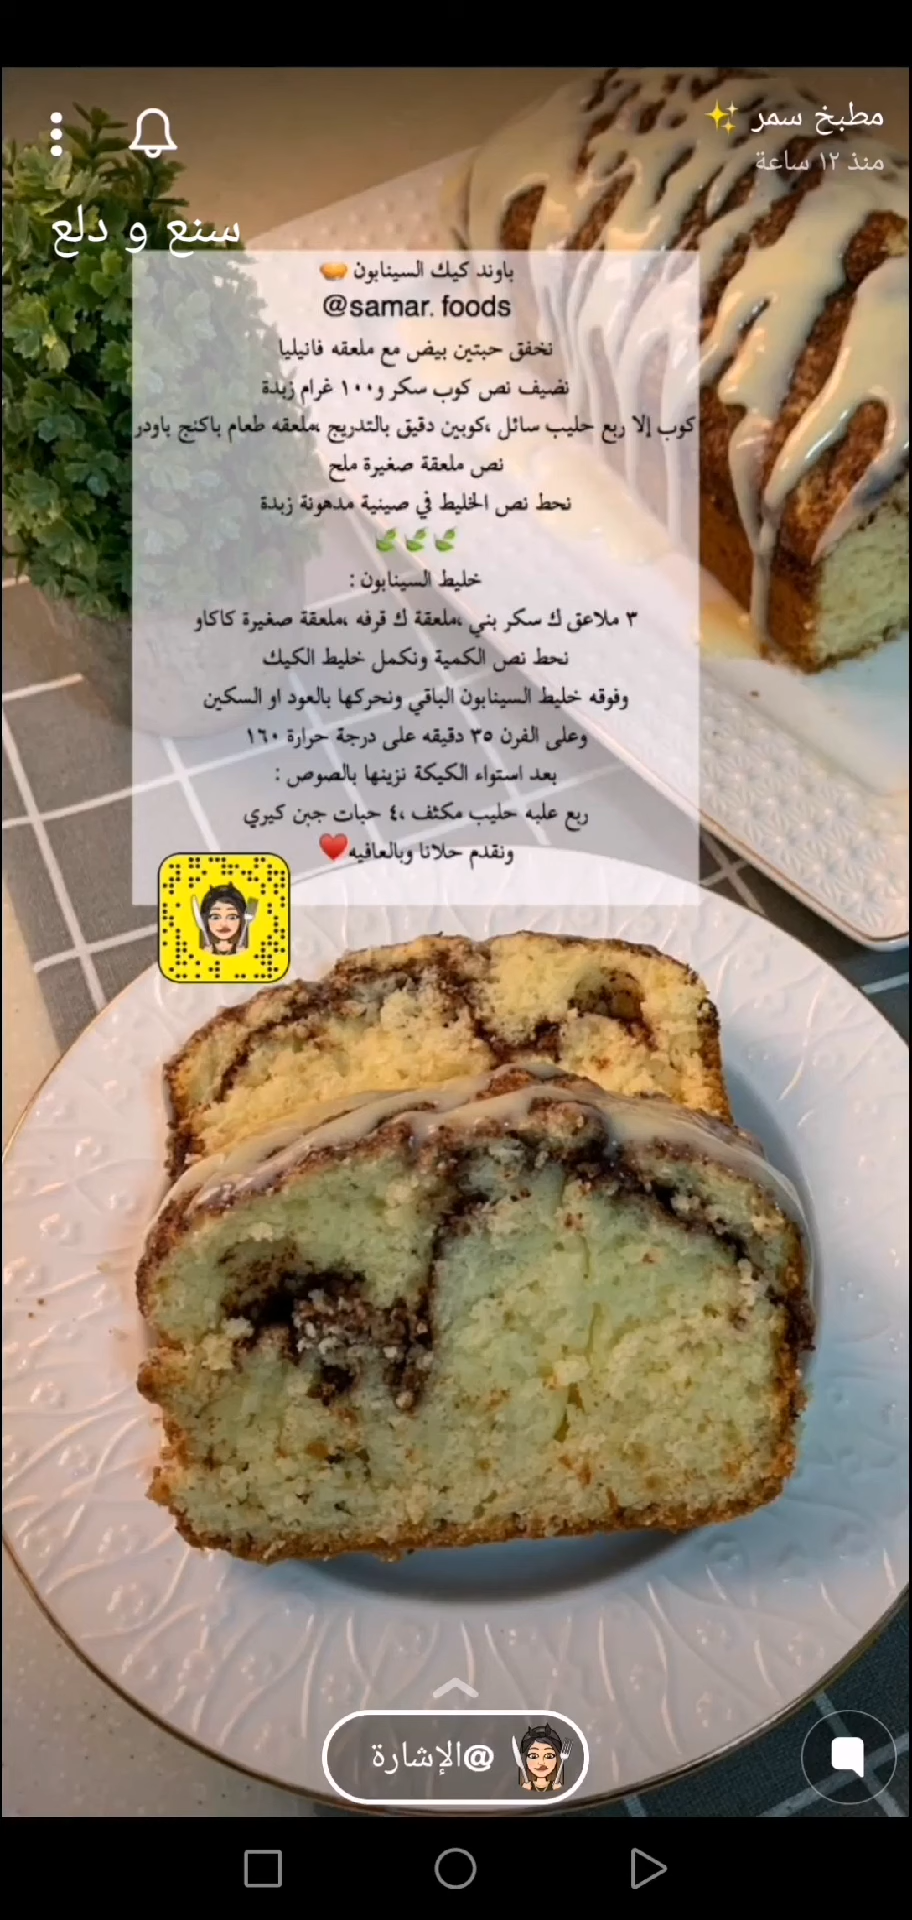 مطبخ سمر ✨
منذ ١٢ ساعة
سنع و دلع
باوند كيك السينابون
@samar. foods
نخفق حبتين بيض مع ملعقه فانيليا
نضيف نص كوب سكر و١٠٠ غرام زبدة
كوب إلا ربع حليب سائل ،كوبين دقيق بالتدريج ،ملعقه طعام باكنج باودر
نص ملعقة صغيرة ملح
نحط نص الخليط في صينية مدهونة زبدة
🍃🍃🍃
خليط السينابون :
٣ ملاعق ك سكر بني ،ملعقة ك قرفه ،ملعقة صغيرة كاكاو
نحط نص الكمية ونكمل خليط الكيك
وفوقه خليط السينابون الباقي ونحركها بالعود او السكين
وعلى الفرن ٣٥ دقيقه على درجة حرارة ١٦٠
بعد استواء الكيكة نزينها بالصوص :
ربع علبه حليب مكثف ،٤ حبات جبن كيري
ونقدم حلانا وبالعافيه❤️
@الإشارة